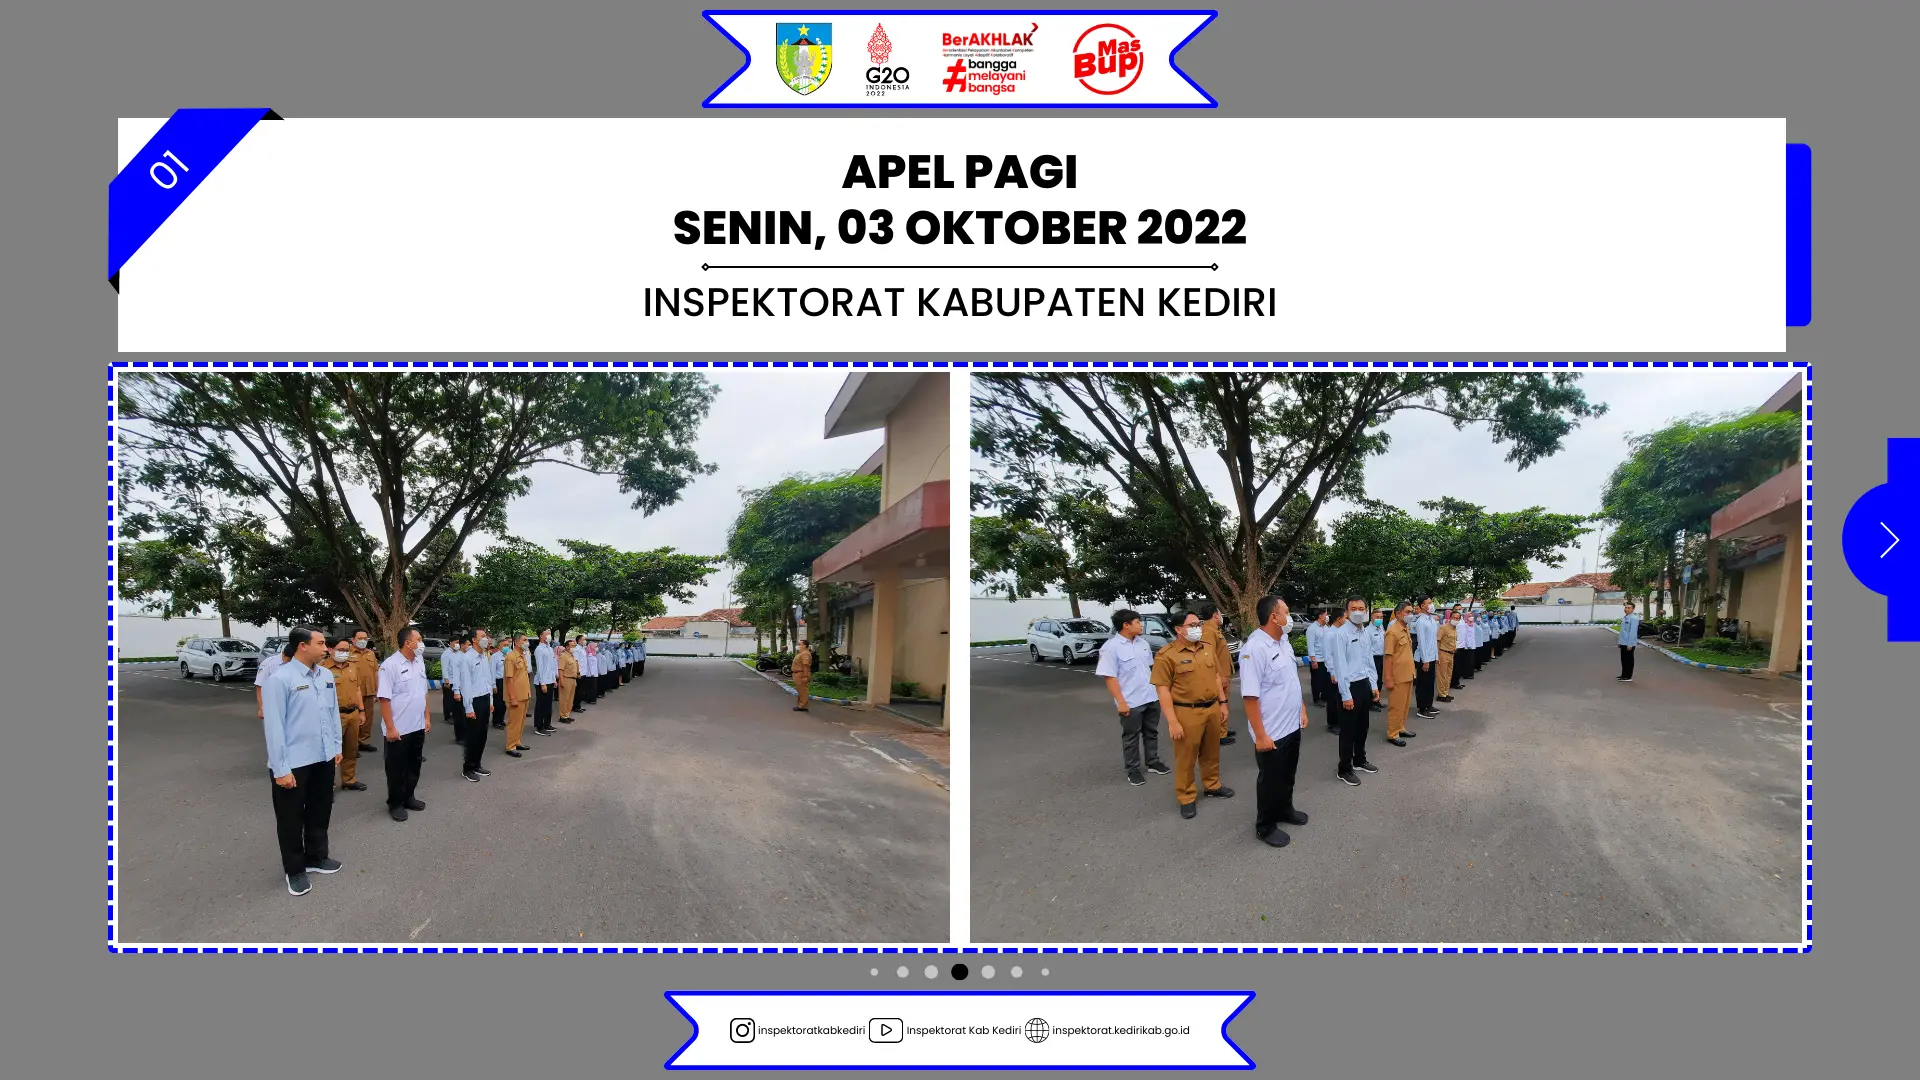 G20
INDONESIA
2022
BerAKHLAK
#bangga
melayani
bangsa
Mas
Bup
01
APEL PAGI
SENIN, 03 OKTOBER 2022
INSPEKTORAT KABUPATEN KEDIRI
inspektoratkabkediri Inspektorat Kab Kediri inspektorat.kedirikab.go.id